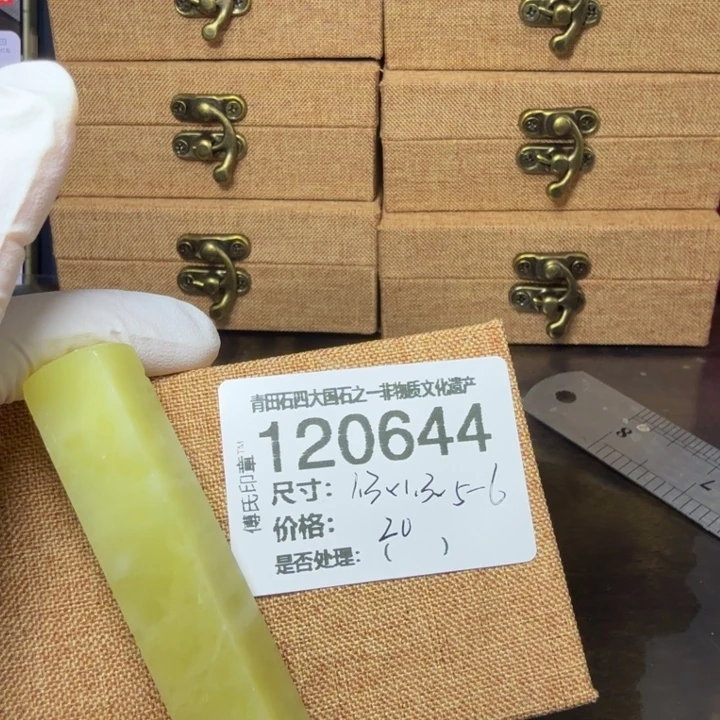 青田石四大国石之一非物质文化遗产
傅氏印章™
120644
尺寸: 1.3×1.3×5-6
价格: 20
是否处理: ( )
8
7